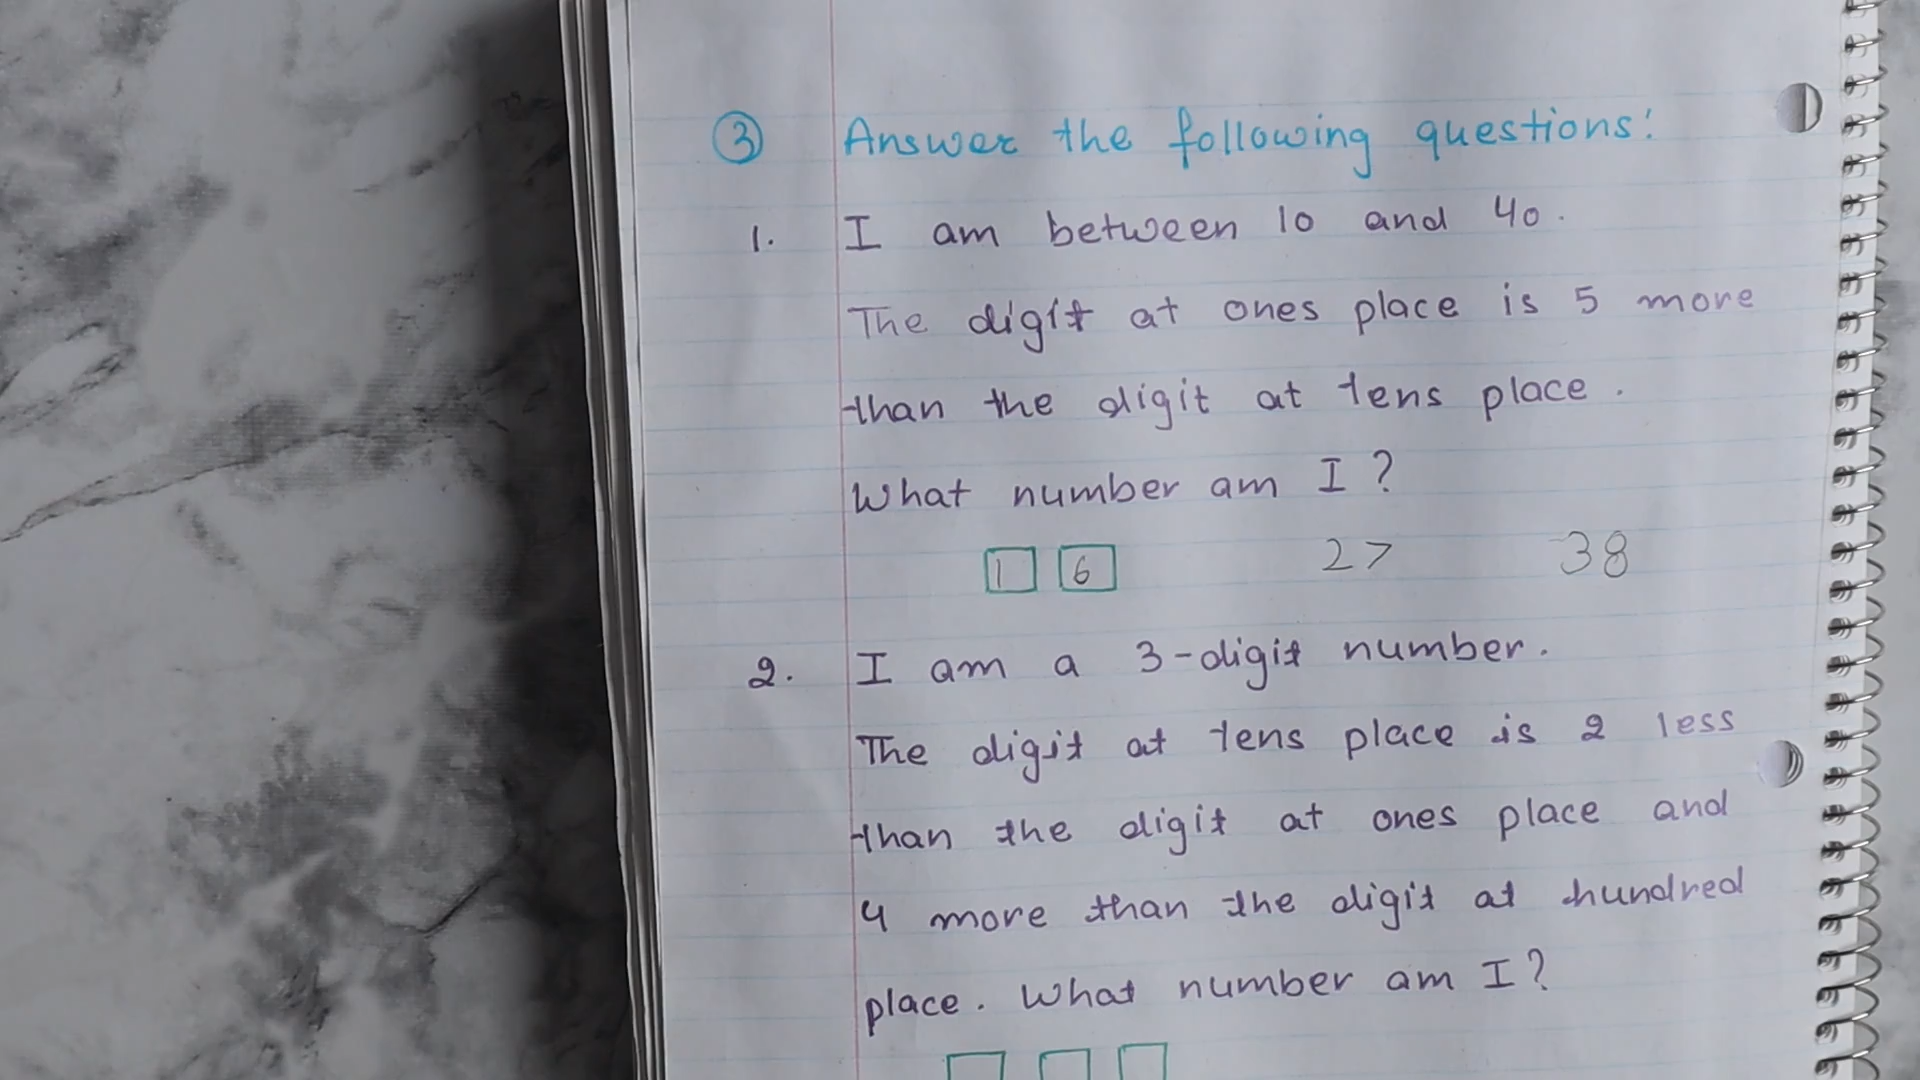 3 Answer the following questions:
1. I am between 10 and 40.
The digit at ones place is 5 more
than the digit at tens place.
What number am I?
1 6 27 38
2. I am a 3-digit number.
The digit at tens place is 2 less
than the digit at ones place and
4 more than the digit at hundred
place. What number am I?